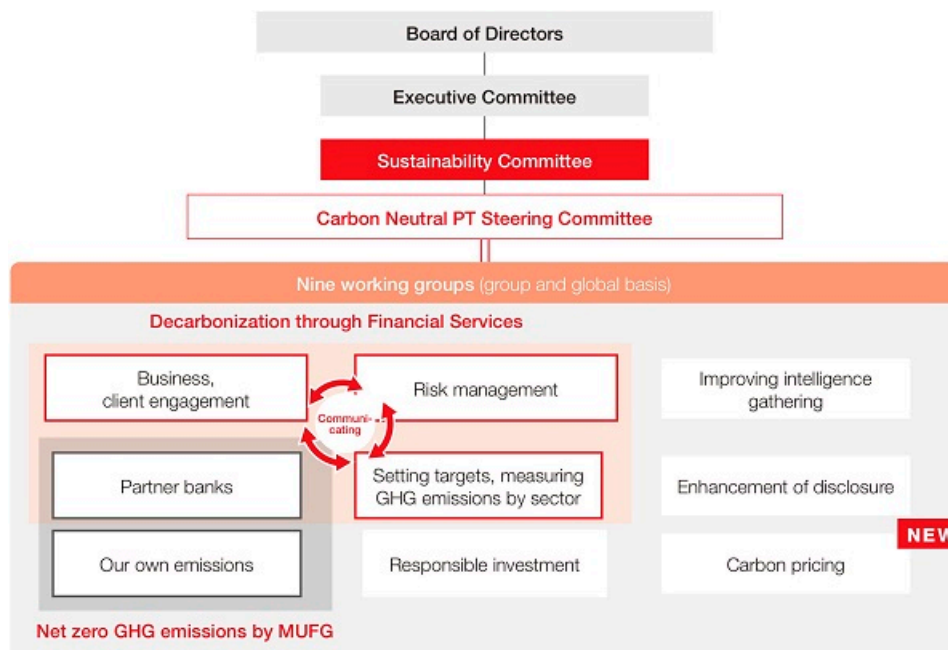 Board of Directors
Executive Committee
Sustainability Committee
Carbon Neutral PT Steering Committee
Nine working groups (group and global basis)
Decarbonization through Financial Services
Business,
client engagement
Risk management
Improving intelligence
gathering
Communi-
cating
Partner banks
Setting targets, measuring
GHG emissions by sector
Enhancement of disclosure
NEW
Our own emissions
Responsible investment
Carbon pricing
Net zero GHG emissions by MUFG